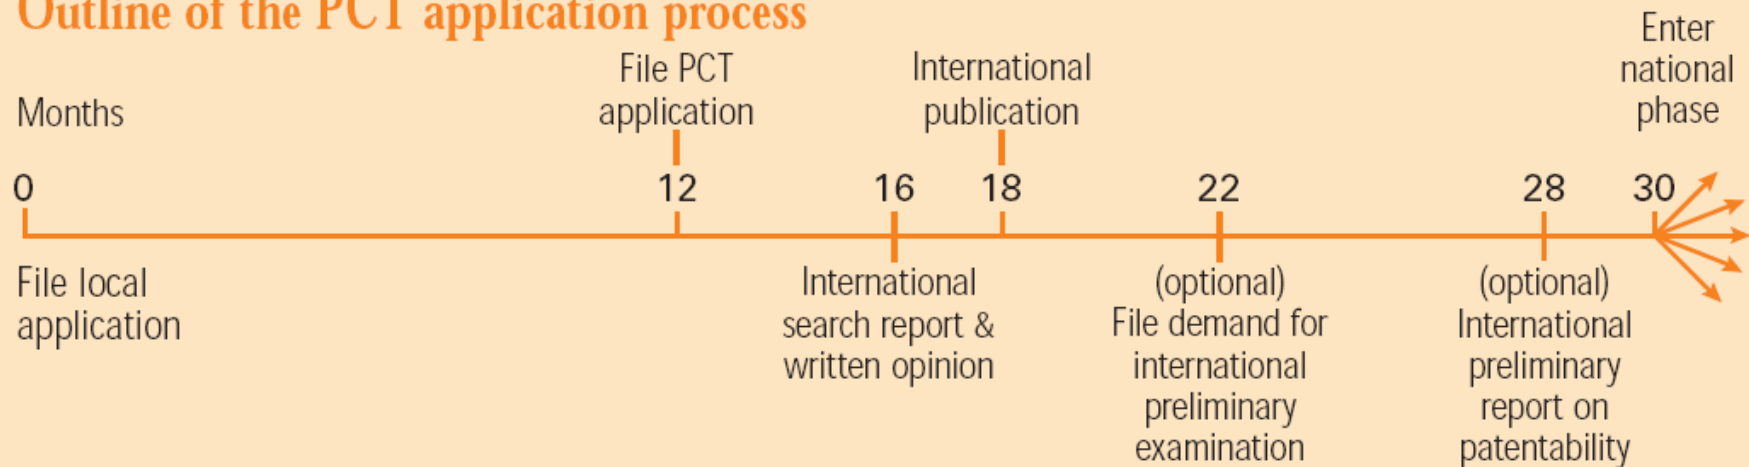 Outline of the PCT application process
Months
File PCT
application
International
publication
Enter
national
phase
0
12
16
18
22
28
30
File local
application
International
search report &
written opinion
(optional)
File demand for
international
preliminary
examination
(optional)
International
preliminary
report on
patentability